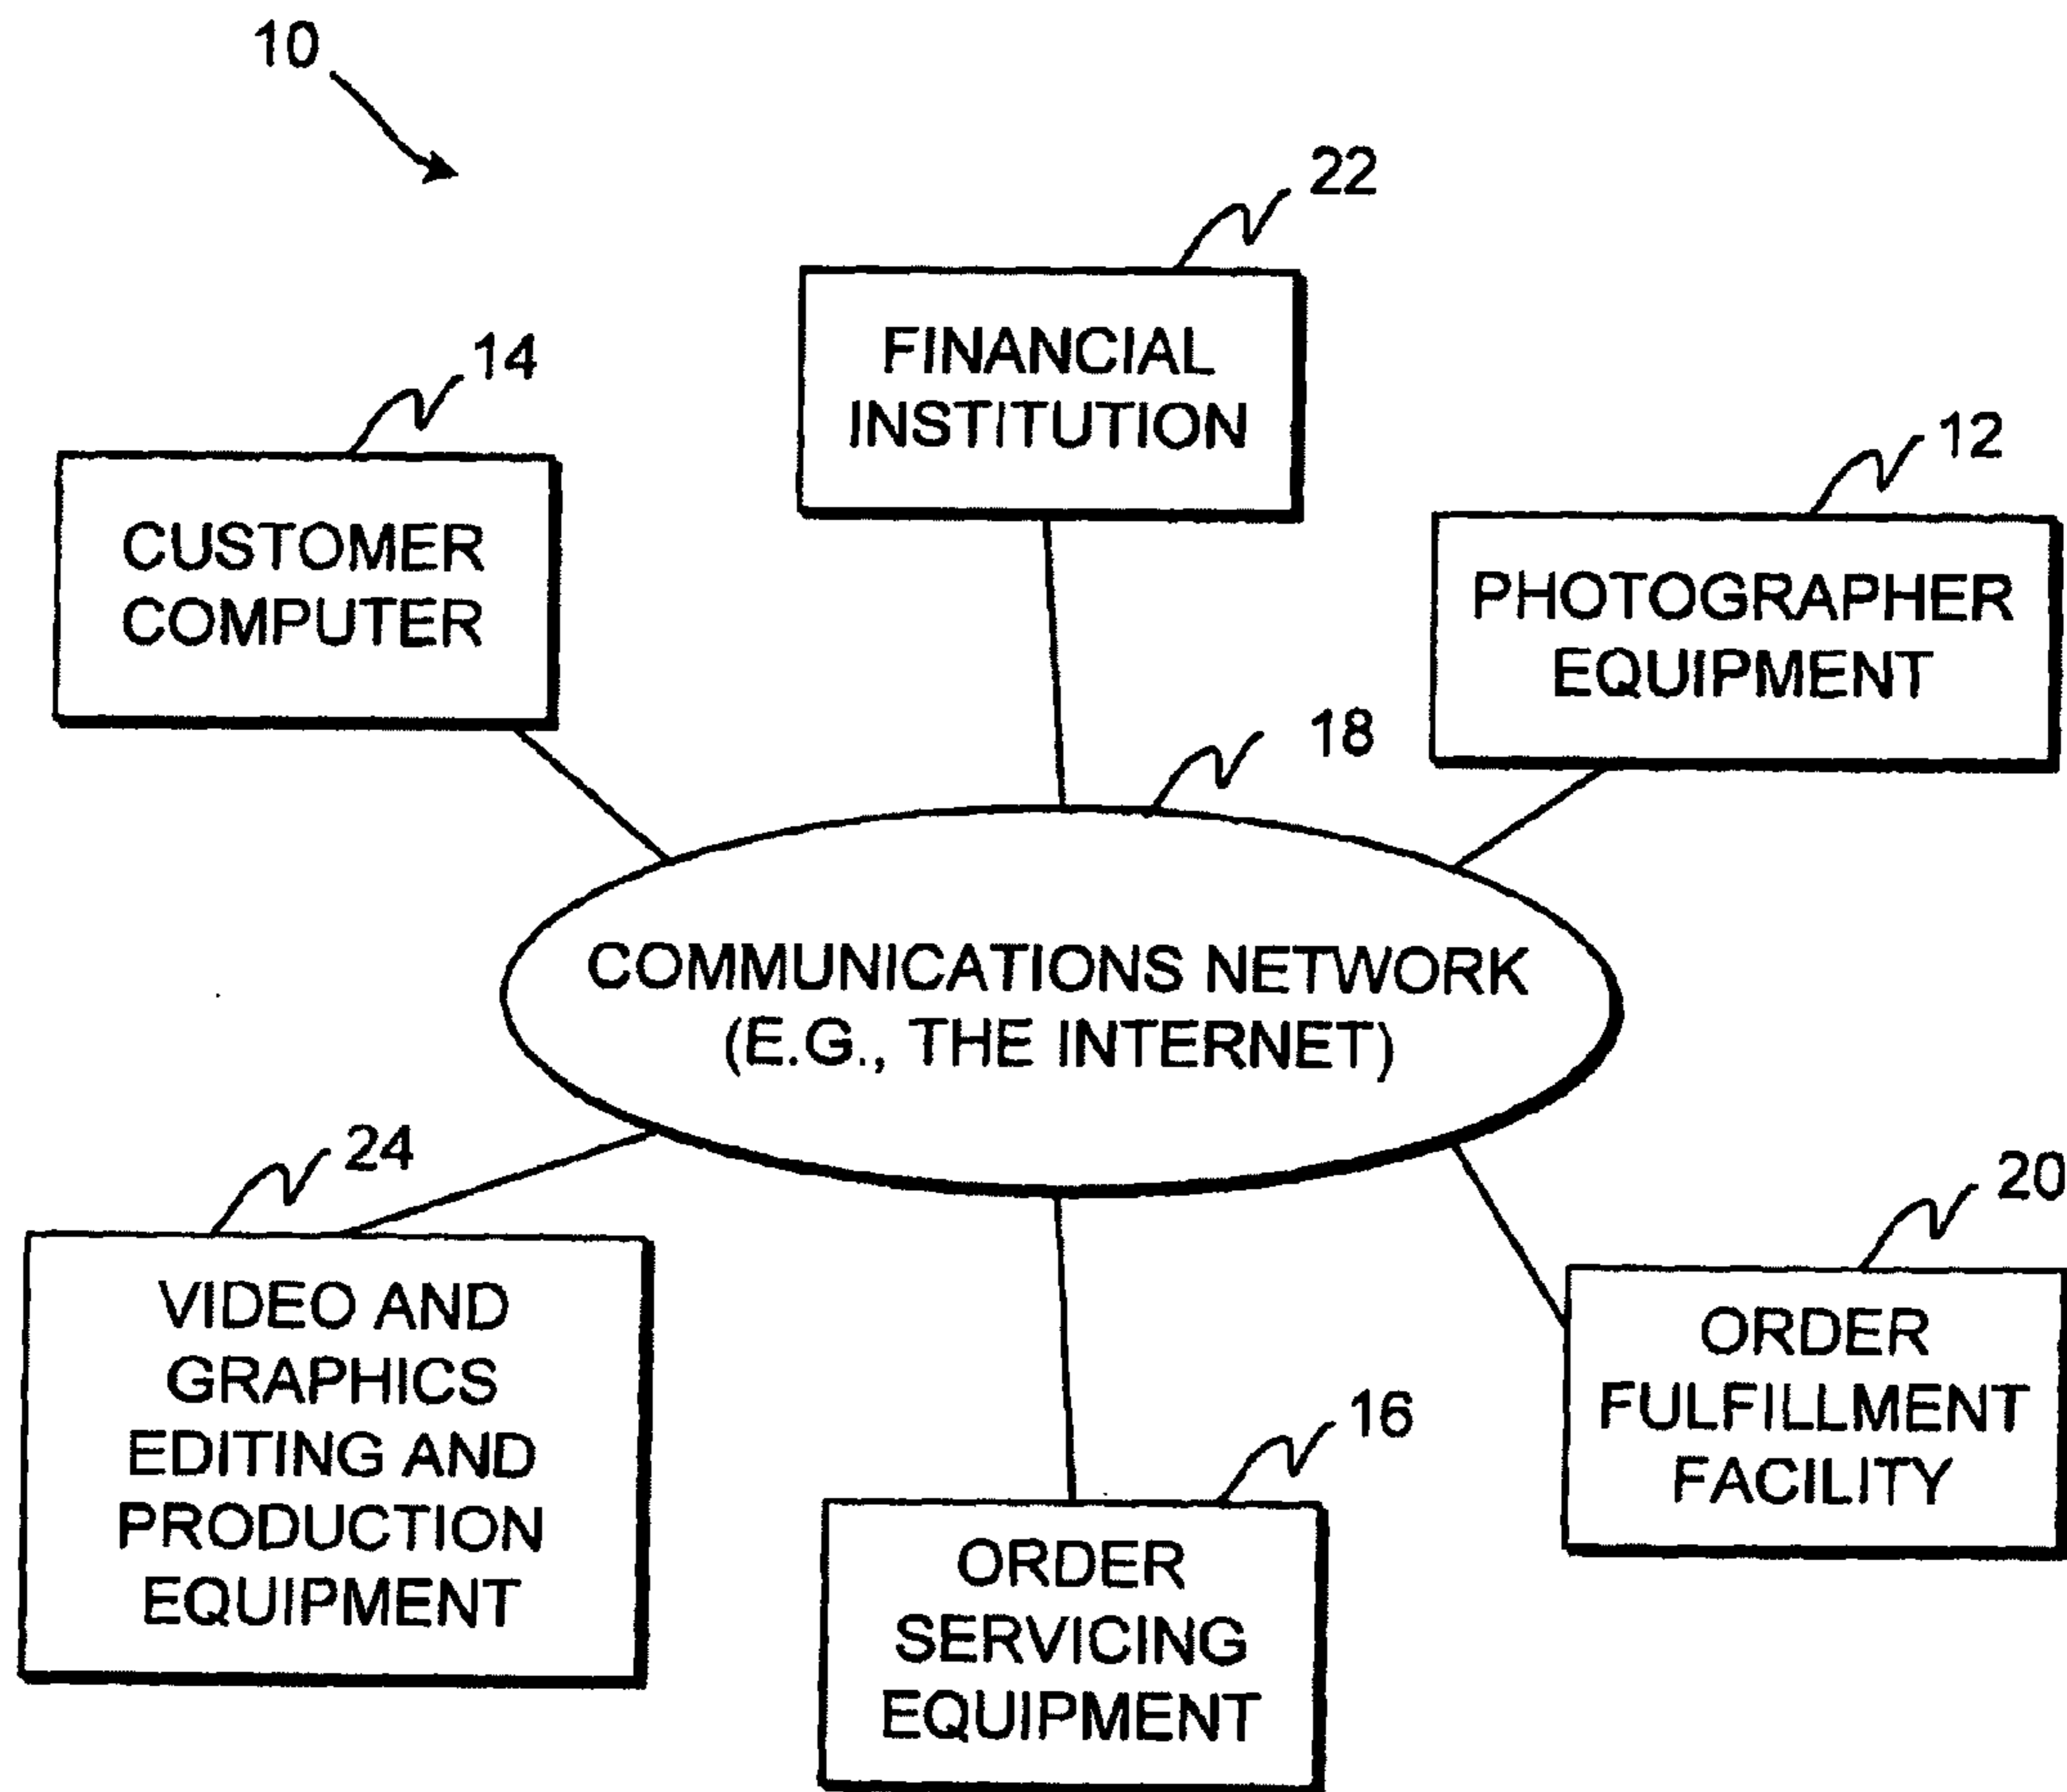 10
22
FINANCIAL
INSTITUTION
14
CUSTOMER
COMPUTER
12
PHOTOGRAPHER
EQUIPMENT
18
COMMUNICATIONS NETWORK
(E.G., THE INTERNET)
24
VIDEO AND
GRAPHICS
EDITING AND
PRODUCTION
EQUIPMENT
16
ORDER
SERVICING
EQUIPMENT
20
ORDER
FULFILLMENT
FACILITY